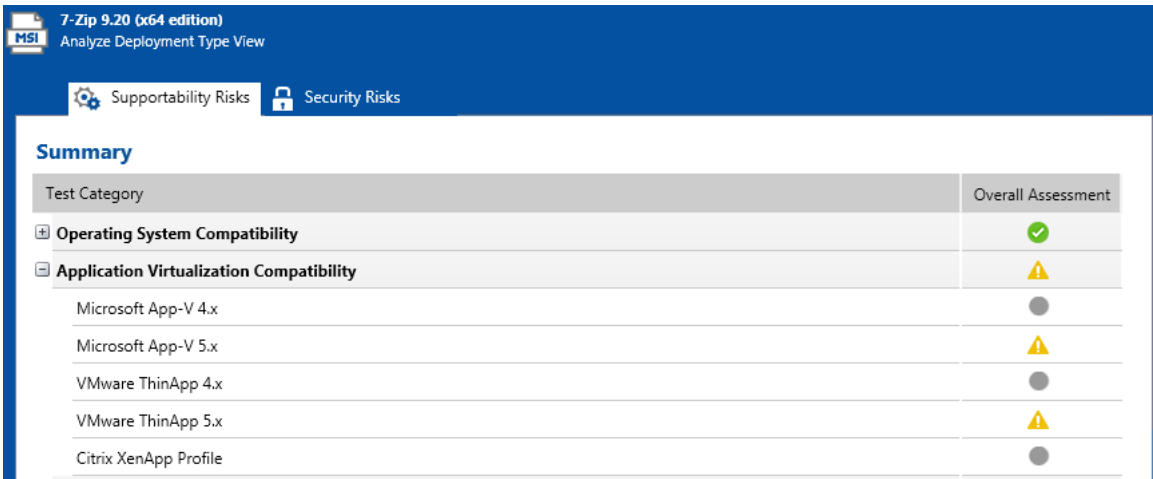 7-Zip 9.20 (x64 edition)
MSI
Analyze Deployment Type View
Supportability Risks
Security Risks
Summary
Test Category
Overall Assessment
Operating System Compatibility
Application Virtualization Compatibility
Microsoft App-V 4.x
Microsoft App-V 5.x
VMware ThinApp 4.x
VMware ThinApp 5.x
Citrix XenApp Profile